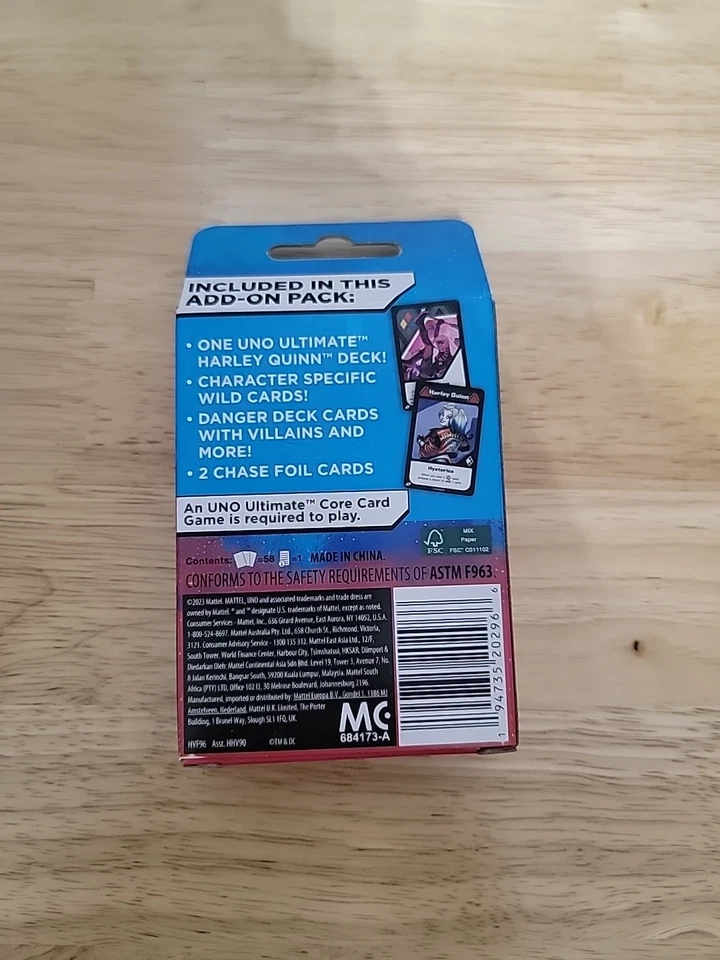 INCLUDED IN THIS
ADD-ON PACK:
• ONE UNO ULTIMATE™
HARLEY QUINN™ DECK!
• CHARACTER SPECIFIC
WILD CARDS!
• DANGER DECK CARDS
WITH VILLAINS AND
MORE!
• 2 CHASE FOIL CARDS
Harley Quinn
Hysterics
An UNO Ultimate™ Core Card
Game is required to play.
Contents: =58 =1 MADE IN CHINA.
FSC
MIX
Paper
FSC® C011102
CONFORMS TO THE SAFETY REQUIREMENTS OF ASTM F963.
©2023 Mattel. MATTEL, UNO and associated trademarks and trade dress are
owned by Mattel. ® and ™ designate U.S. trademarks of Mattel, except as noted.
Consumer Services - Mattel, Inc., 636 Girard Avenue, East Aurora, NY 14052, U.S.A.
1-800-524-8697. Mattel Australia Pty. Ltd., 658 Church St., Richmond, Victoria,
3121. Consumer Advisory Service - 1300 135 312. Mattel East Asia Ltd., 12/F,
South Tower, World Finance Center, Harbour City, Tsimshatsui, HKSAR. Diimport &
Diedarkan Oleh: Mattel Continental Asia Sdn Bhd. Level 19, Tower 3, Avenue 7, No.
8 Jalan Kerinchi, Bangsar South, 59200 Kuala Lumpur, Malaysia. Mattel South
Africa (PTY) LTD, Office 102 I3, 30 Melrose Boulevard, Johannesburg 2196.
Manufactured, imported or distributed by: Mattel Europa B.V., Gondel 1, 1186 MJ
Amstelveen, Nederland. Mattel U.K. Limited, The Porter
Building, 1 Brunel Way, Slough SL1 1FQ, UK.
MC
684173-A
HVF96 Asst. HHV90 ©TM & DC
1 94735 20296 6